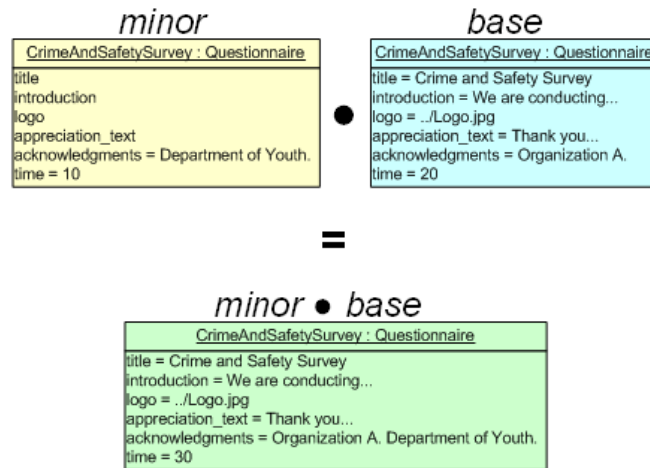 minor
CrimeAndSafetySurvey : Questionnaire
title
introduction
logo
appreciation_text
acknowledgments = Department of Youth.
time = 10
●
base
CrimeAndSafetySurvey : Questionnaire
title = Crime and Safety Survey
introduction = We are conducting...
logo = ../Logo.jpg
appreciation_text = Thank you...
acknowledgments = Organization A.
time = 20
=
minor ● base
CrimeAndSafetySurvey : Questionnaire
title = Crime and Safety Survey
introduction = We are conducting...
logo = ../Logo.jpg
appreciation_text = Thank you...
acknowledgments = Organization A. Department of Youth.
time = 30